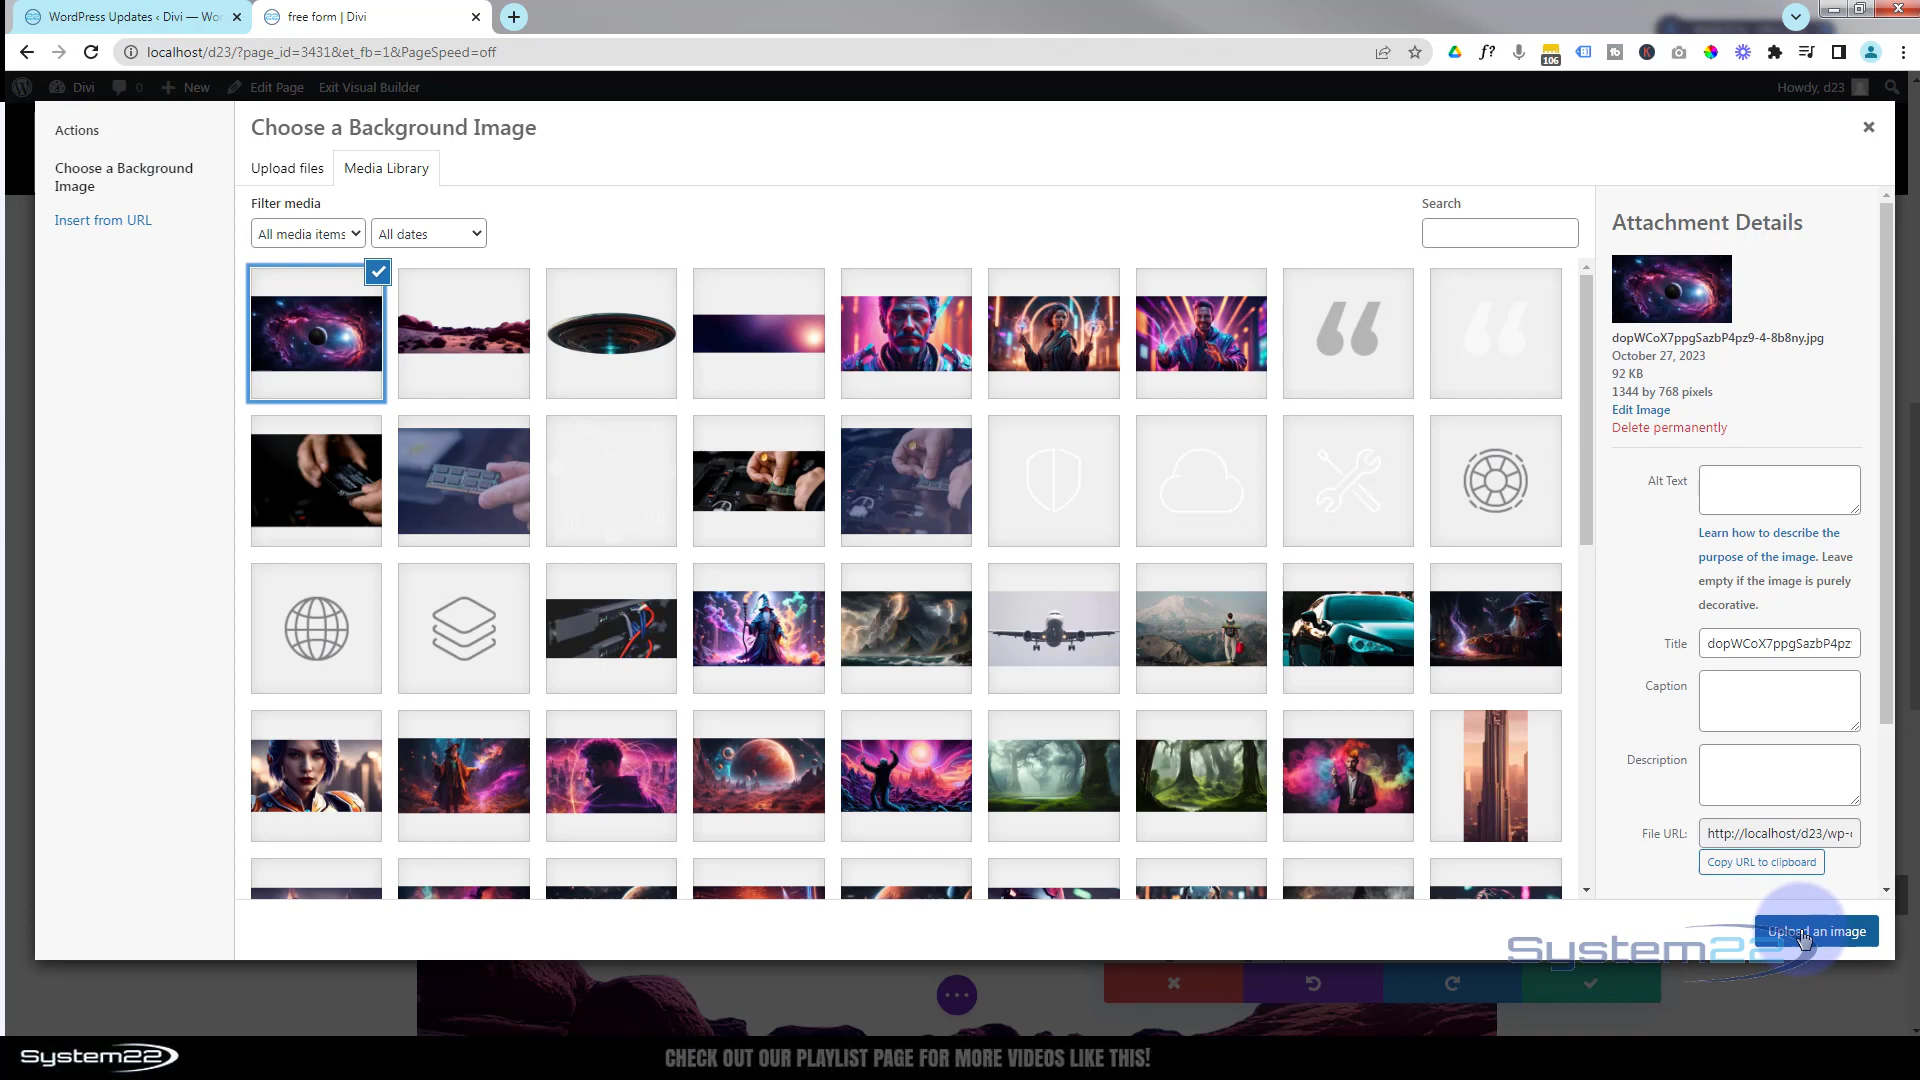 WordPress Updates ‹ Divi — Wor
free form | Divi
localhost/d23/?page_id=3431&et_fb=1&PageSpeed=off
f?
106
Divi
0
New
Edit Page
Exit Visual Builder
Howdy, d23
Actions
Choose a Background Image
Insert from URL
Choose a Background Image
Upload files
Media Library
Filter media
All media items
All dates
Search
Attachment Details
dopWCoX7ppgSazbP4pz9-4-8b8ny.jpg
October 27, 2023
92 KB
1344 by 768 pixels
Edit Image
Delete permanently
Alt Text
Learn how to describe the
purpose of the image. Leave
empty if the image is purely
decorative.
Title
dopWCoX7ppgSazbP4pz
Caption
Description
File URL:
http://localhost/d23/wp-c
Copy URL to clipboard
Upload an image
System22
System22
CHECK OUT OUR PLAYLIST PAGE FOR MORE VIDEOS LIKE THIS!